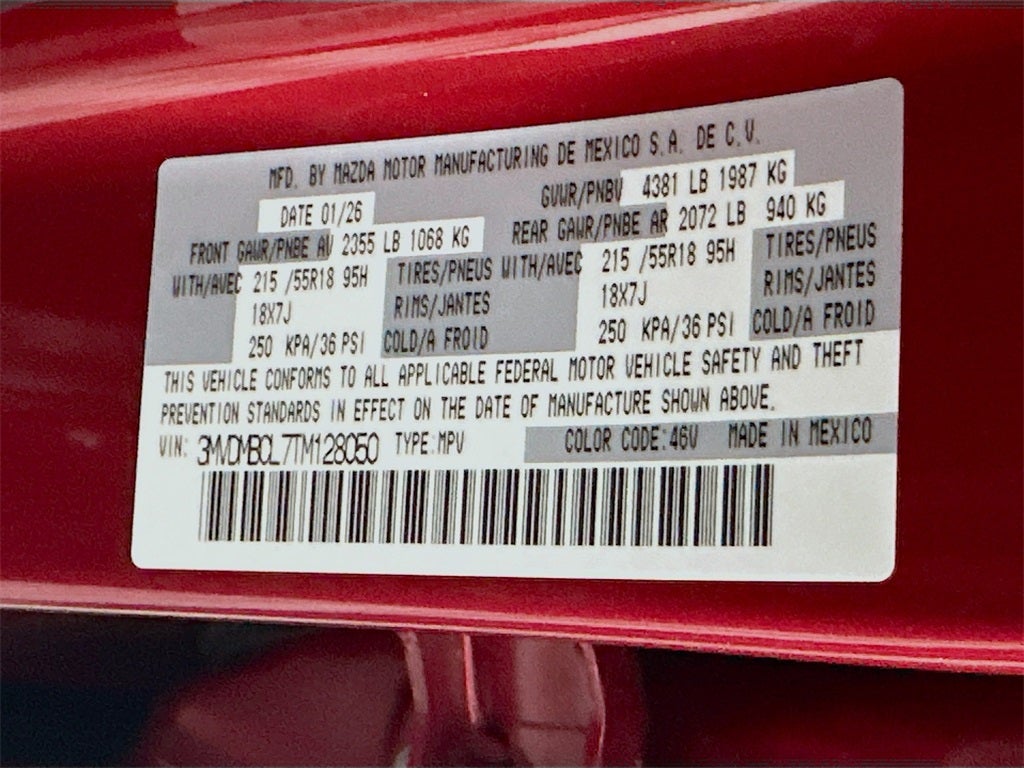 MFD. BY MAZDA MOTOR MANUFACTURING DE MEXICO S.A. DE C.V.
DATE 01/26 GVWR/PNBV 4381 LB 1987 KG
FRONT GAWR/PNBE AV 2355 LB 1068 KG REAR GAWR/PNBE AR 2072 LB 940 KG
WITH/AVEC 215 /55R18 95H TIRES/PNEUS WITH/AVEC 215 /55R18 95H TIRES/PNEUS
18X7J RIMS/JANTES 18X7J RIMS/JANTES
250 KPA/36 PSI COLD/A FROID 250 KPA/36 PSI COLD/A FROID
THIS VEHICLE CONFORMS TO ALL APPLICABLE FEDERAL MOTOR VEHICLE SAFETY AND THEFT
PREVENTION STANDARDS IN EFFECT ON THE DATE OF MANUFACTURE SHOWN ABOVE.
VIN: 3MVDMBCL7TM128050 TYPE:MPV COLOR CODE:46V MADE IN MEXICO